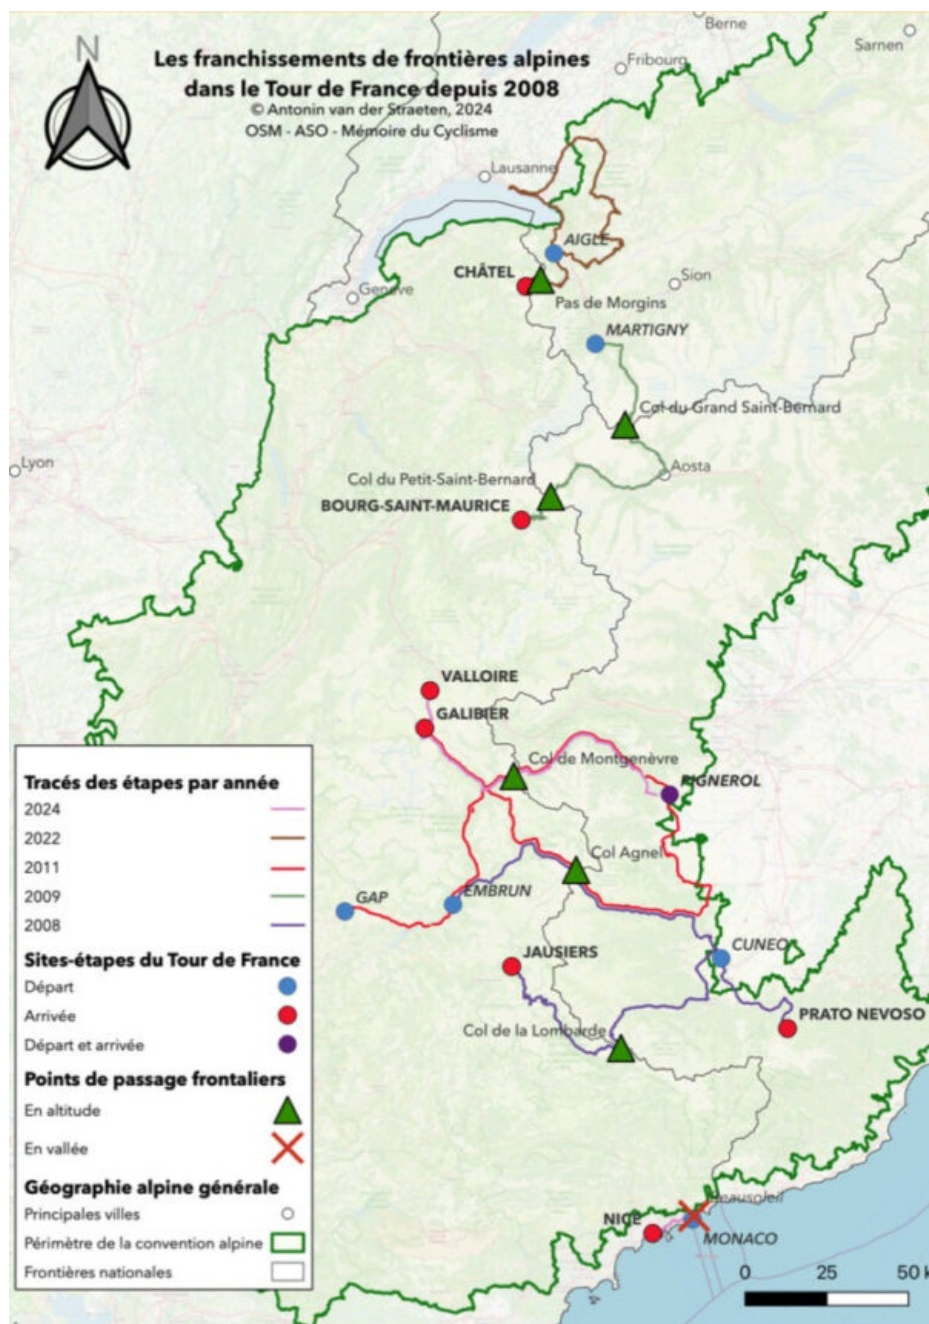 Berne
Sarnen
N
Les franchissements de frontières alpines
dans le Tour de France depuis 2008
© Antonin van der Straeten, 2024
OSM - ASO - Mémoire du Cyclisme
Fribourg
Lausanne
AIGLE
CHÂTEL
Sion
Genève
Pas de Morgins
MARTIGNY
Col du Grand Saint-Bernard
Lyon
Aosta
Col du Petit-Saint-Bernard
BOURG-SAINT-MAURICE
VALLOIRE
GALIBIER
Col de Montgenèvre
PIGNEROL
Col Agnel
EMBRUN
GAP
CUNEO
JAUSIERS
PRATO NEVOSO
Col de la Lombarde
Beausoleil
NICE
MONACO
Tracés des étapes par année
2024
2022
2011
2009
2008
Sites-étapes du Tour de France
Départ
Arrivée
Départ et arrivée
Points de passage frontaliers
En altitude
En vallée
Géographie alpine générale
Principales villes
Périmètre de la convention alpine
Frontières nationales
0 25 50 k